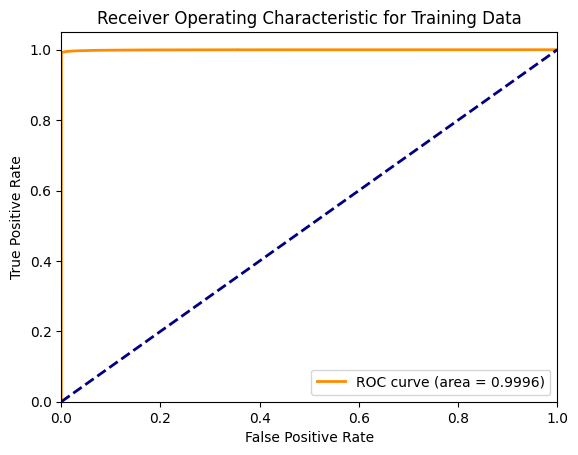 Receiver Operating Characteristic for Training Data
True Positive Rate
1.0
0.8
0.6
0.4
0.2
0.0
ROC curve (area = 0.9996)
0.0 0.2 0.4 0.6 0.8 1.0
False Positive Rate